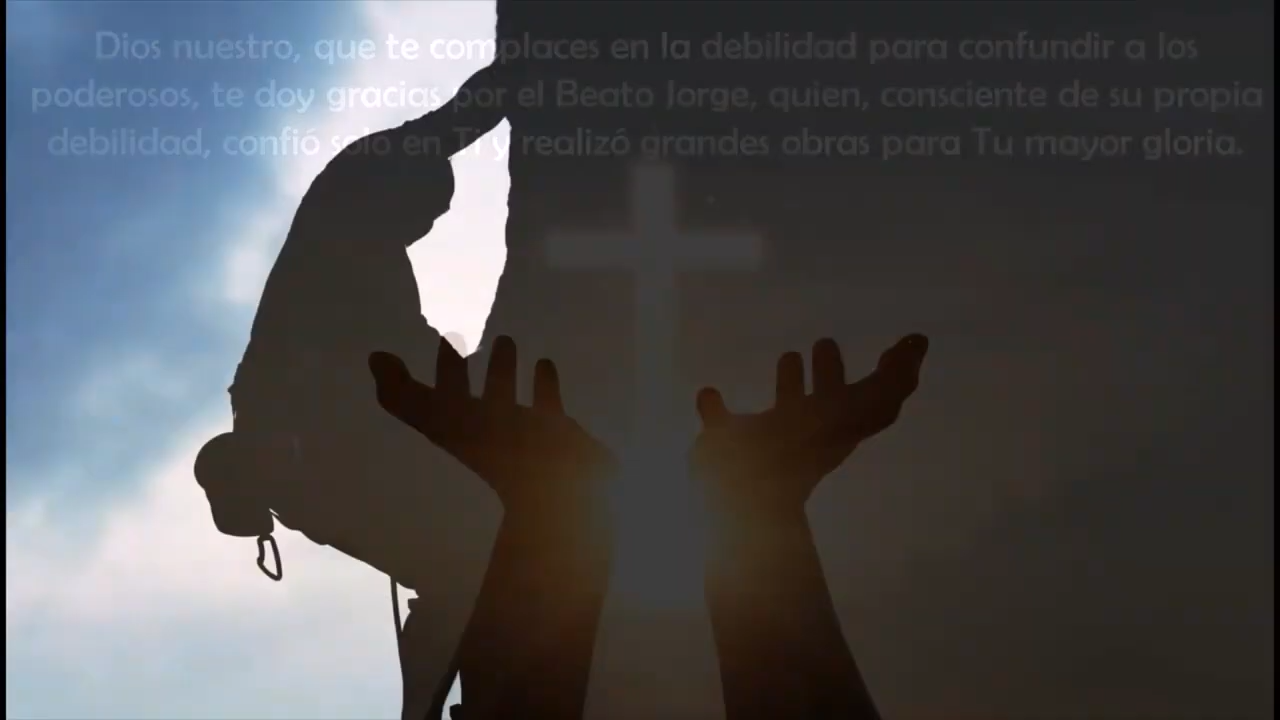 Dios nuestro, que te complaces en la debilidad para confundir a los
poderosos, te doy gracias por el Beato Jorge, quien, consciente de su propia
debilidad, confió solo en Ti y realizó grandes obras para Tu mayor gloria.